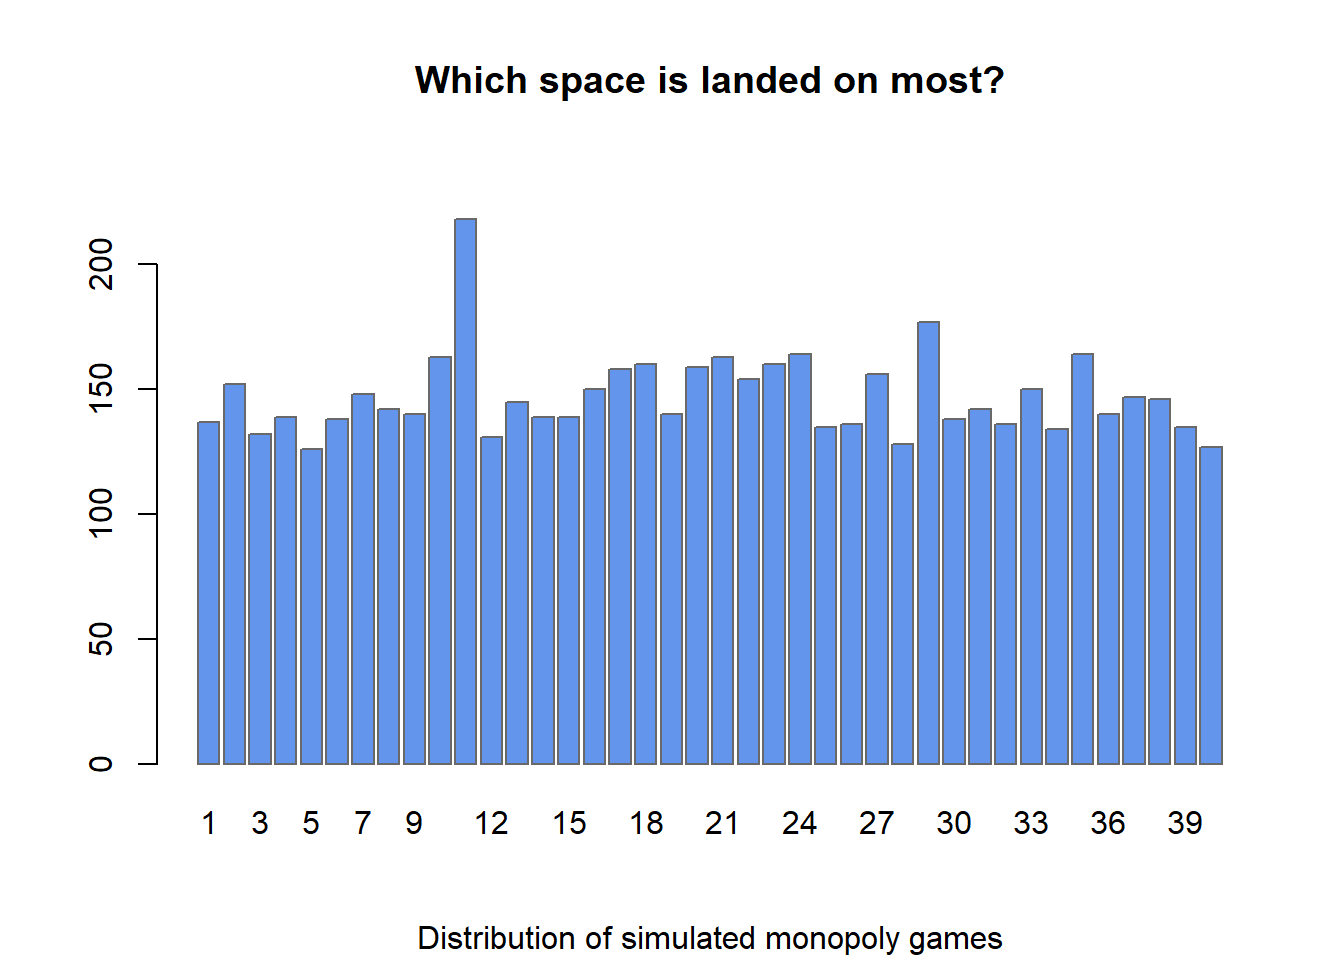 Which space is landed on most?
200
150
100
50
0
1 3 5 7 9 12 15 18 21 24 27 30 33 36 39
Distribution of simulated monopoly games